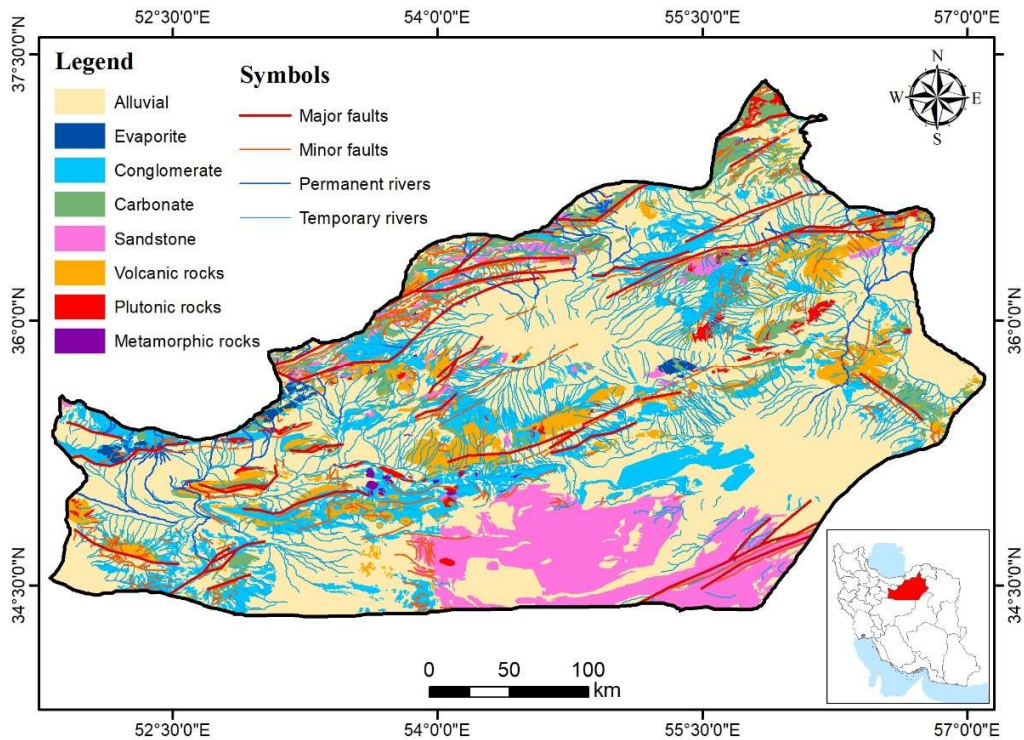 52°30'0"E 54°0'0"E 55°30'0"E 57°0'0"E
37°30'0"N
36°0'0"N
34°30'0"N
Legend
Alluvial
Evaporite
Conglomerate
Carbonate
Sandstone
Volcanic rocks
Plutonic rocks
Metamorphic rocks
Symbols
Major faults
Minor faults
Permanent rivers
Temporary rivers
N
W E
S
36°0'0"N
34°30'0"N
0 50 100
km
52°30'0"E 54°0'0"E 55°30'0"E 57°0'0"E